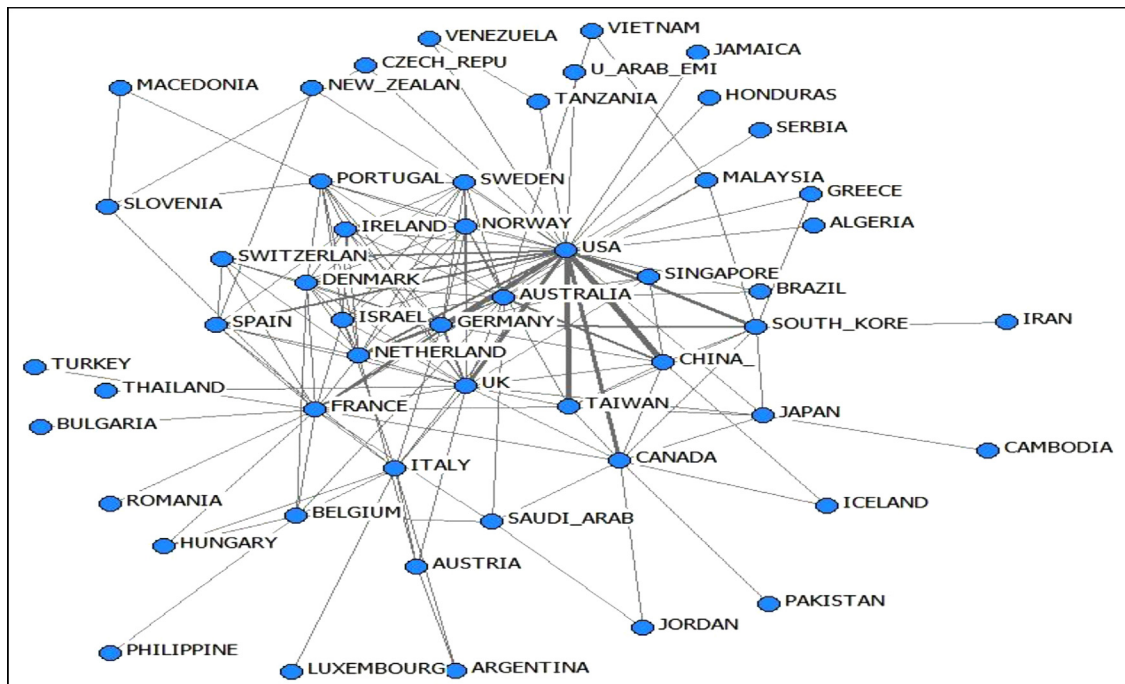 VENEZUELA
VIETNAM
JAMAICA
CZECH_REPU
U_ARAB_EMI
MACEDONIA
NEW_ZEALAN
TANZANIA
HONDURAS
SERBIA
PORTUGAL
SWEDEN
MALAYSIA
GREECE
SLOVENIA
IRELAND
NORWAY
ALGERIA
USA
SWITZERLAN
SINGAPORE
DENMARK
AUSTRALIA
BRAZIL
SPAIN
ISRAEL
GERMANY
SOUTH_KORE
IRAN
NETHERLAND
CHINA_
TURKEY
THAILAND
UK
FRANCE
TAIWAN
JAPAN
BULGARIA
CAMBODIA
ITALY
CANADA
ROMANIA
BELGIUM
SAUDI_ARAB
ICELAND
HUNGARY
AUSTRIA
PAKISTAN
JORDAN
PHILIPPINE
LUXEMBOURG
ARGENTINA